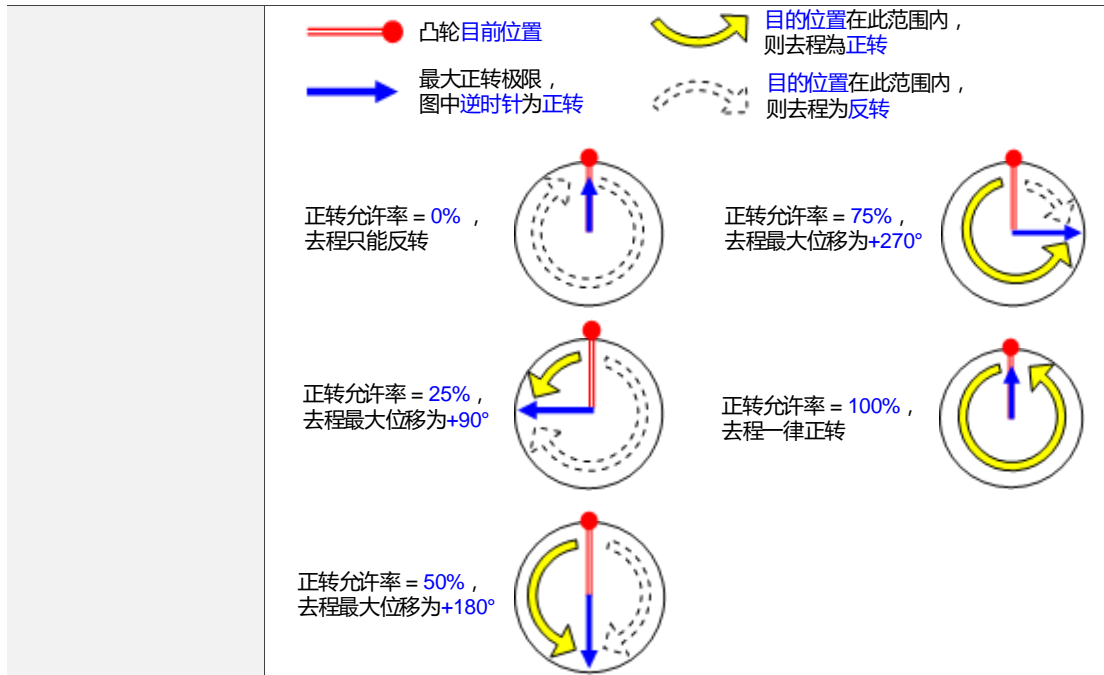 凸轮目前位置
目的位置在此范围内，
则去程為正转
最大正转极限，
图中逆时针为正转
目的位置在此范围内，
则去程为反转
正转允许率 = 0% ，
去程只能反转
正转允许率 = 75%，
去程最大位移为+270°
正转允许率 = 25%，
去程最大位移为+90°
正转允许率 = 100%，
去程一律正转
正转允许率 = 50%，
去程最大位移为+180°